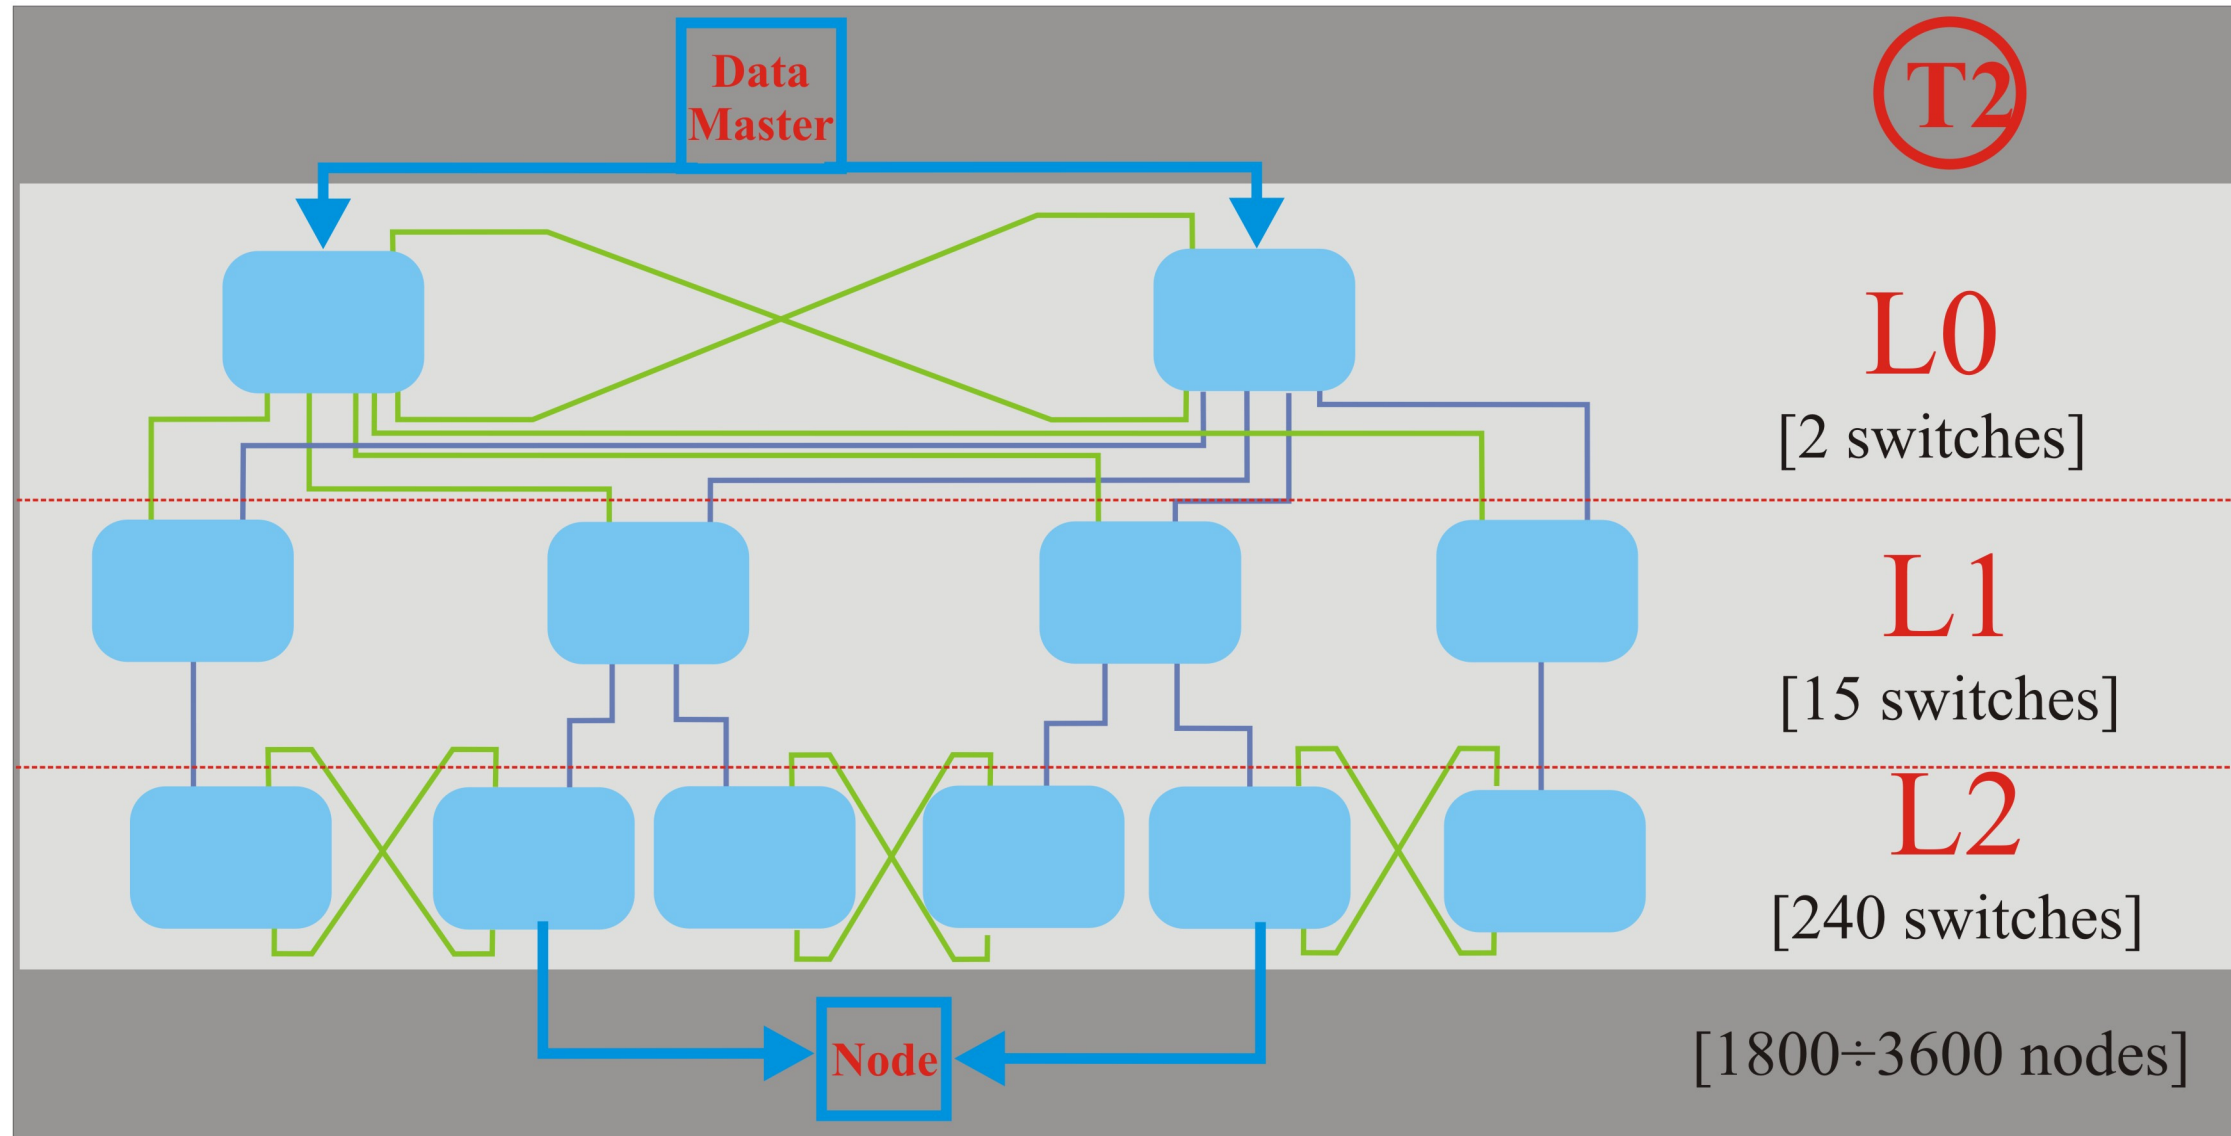 Data
Master
T2
L0
[2 switches]
L1
[15 switches]
L2
[240 switches]
Node
[1800÷3600 nodes]